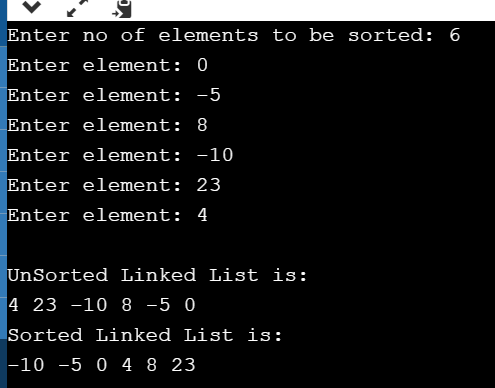 Enter no of elements to be sorted: 6
Enter element: 0
Enter element: -5
Enter element: 8
Enter element: -10
Enter element: 23
Enter element: 4
UnSorted Linked List is:
4 23 -10 8 -5 0
Sorted Linked List is:
-10 -5 0 4 8 23